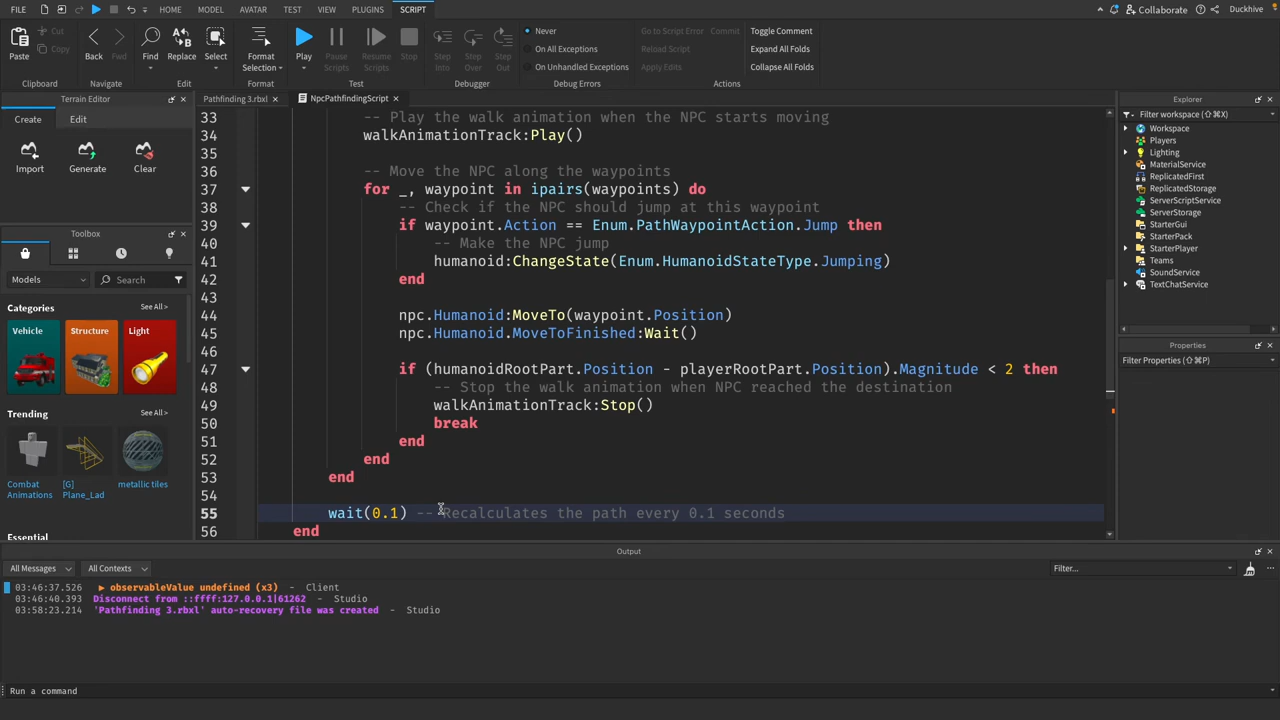 FILE HOME MODEL AVATAR TEST VIEW PLUGINS SCRIPT Collaborate Duckhive
Paste Cut Copy Back Fwd Find Replace Select Format Selection Play Pause Scripts Resume Scripts Stop Step Into Step Over Step Out Never On All Exceptions On Unhandled Exceptions Go to Script Error Commit Reload Script Apply Edits Toggle Comment Expand All Folds Collapse All Folds
Clipboard Navigate Edit Format Test Debugger Debug Errors Actions
Terrain Editor
Create Edit
Import Generate Clear
Toolbox
Models Search
Categories See All >
Vehicle Structure Light
Trending See All >
Combat Animations [G] Plane_Lad metallic tiles
Essential See All >
Pathfinding 3.rbxl NpcPathfindingScript
33 -- Play the walk animation when the NPC starts moving
34 walkAnimationTrack:Play()
35
36 -- Move the NPC along the waypoints
37 for _, waypoint in ipairs(waypoints) do
38 -- Check if the NPC should jump at this waypoint
39 if waypoint.Action == Enum.PathWaypointAction.Jump then
40 -- Make the NPC jump
41 humanoid:ChangeState(Enum.HumanoidStateType.Jumping)
42 end
43
44 npc.Humanoid:MoveTo(waypoint.Position)
45 npc.Humanoid.MoveToFinished:Wait()
46
47 if (humanoidRootPart.Position - playerRootPart.Position).Magnitude < 2 then
48 -- Stop the walk animation when NPC reached the destination
49 walkAnimationTrack:Stop()
50 break
51 end
52 end
53 end
54
55 wait(0.1) -- Recalculates the path every 0.1 seconds
56 end
Explorer
Filter workspace (⇧⌘X)
Workspace
Players
Lighting
MaterialService
ReplicatedFirst
ReplicatedStorage
ServerScriptService
ServerStorage
StarterGui
StarterPack
StarterPlayer
Teams
SoundService
TextChatService
Properties
Filter Properties (⇧⌘P)
Output
All Messages All Contexts Filter...
03:46:37.526 ▶ observableValue undefined (x3) - Client
03:46:40.393 Disconnect from ::ffff:127.0.0.1|61262 - Studio
03:58:23.214 'Pathfinding 3.rbxl' auto-recovery file was created - Studio
Run a command